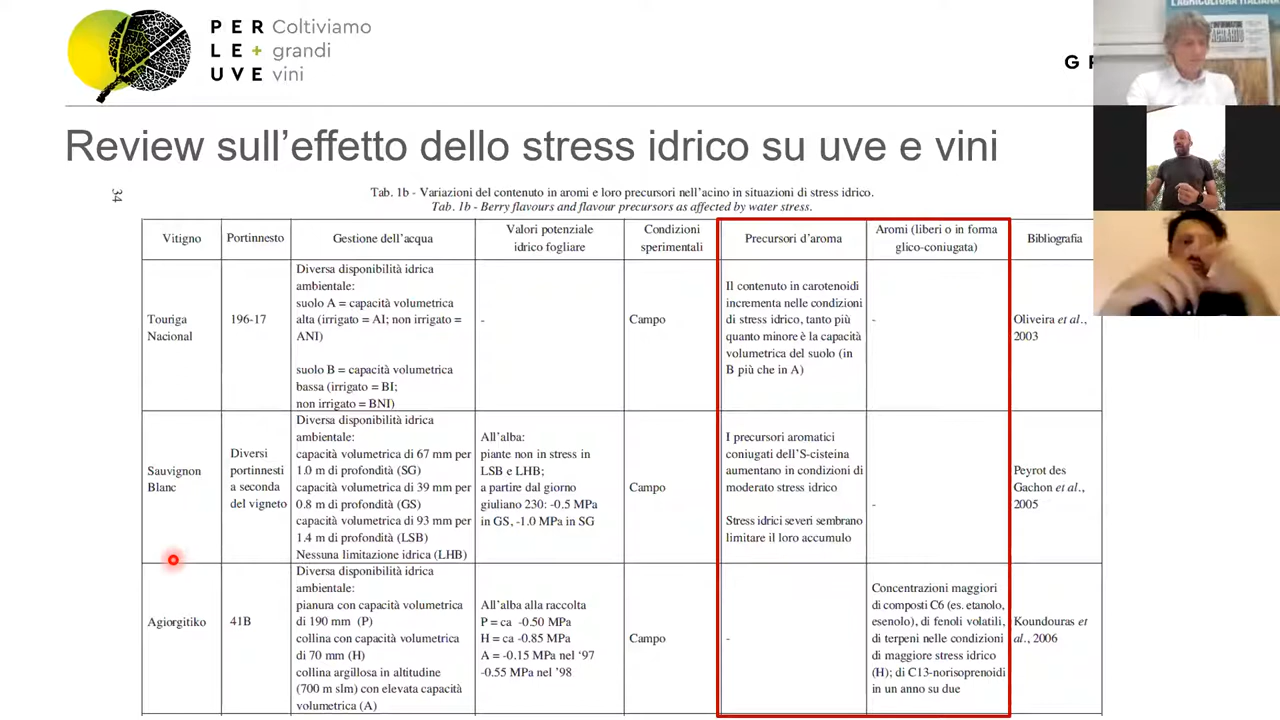 PER Coltiviamo
LE+ grandi
UVE vini
L'AGRICOLTURA ITALIANA
Review sull'effetto dello stress idrico su uve e vini
34
Tab. 1b - Variazioni del contenuto in aromi e loro precursori nell'acino in situazioni di stress idrico.
Tab. 1b - Berry flavours and flavour precursors as affected by water stress.
Vitigno
Portinnesto
Gestione dell'acqua
Valori potenziale
idrico fogliare
Condizioni
sperimentali
Precursori d'aroma
Aromi (liberi o in forma
glico-coniugata)
Bibliografia
Touriga
Nacional
196-17
Diversa disponibilità idrica
ambientale:
suolo A = capacità volumetrica
alta (irrigato = AI; non irrigato =
ANI)
suolo B = capacità volumetrica
bassa (irrigato = BI;
non irrigato = BNI)
-
Campo
Il contenuto in carotenoidi
incrementa nelle condizioni
di stress idrico, tanto più
quanto minore è la capacità
volumetrica del suolo (in
B più che in A)
-
Oliveira et al.,
2003
Sauvignon
Blanc
Diversi
portinnesti
a seconda
del vigneto
Diversa disponibilità idrica
ambientale:
capacità volumetrica di 67 mm per
1.0 m di profondità (SG)
capacità volumetrica di 39 mm per
0.8 m di profondità (GS)
capacità volumetrica di 93 mm per
1.4 m di profondità (LSB)
Nessuna limitazione idrica (LHB)
All'alba:
piante non in stress in
LSB e LHB;
a partire dal giorno
giuliano 230: -0.5 MPa
in GS, -1.0 MPa in SG
Campo
I precursori aromatici
coniugati dell'S-cisteina
aumentano in condizioni di
moderato stress idrico
Stress idrici severi sembrano
limitare il loro accumulo
-
Peyrot des
Gachon et al.,
2005
Agiorgitiko
41B
Diversa disponibilità idrica
ambientale:
pianura con capacità volumetrica
di 190 mm (P)
collina con capacità volumetrica
di 70 mm (H)
collina argillosa in altitudine
(700 m slm) con elevata capacità
volumetrica (A)
All'alba alla raccolta
P = ca -0.50 MPa
H = ca -0.85 MPa
A = -0.15 MPa nel '97
-0.55 MPa nel '98
Campo
-
Concentrazioni maggiori
di composti C6 (es. etanolo,
esenolo), di fenoli volatili,
di terpeni nelle condizioni
di maggiore stress idrico
(H); di C13-norisoprenoidi
in un anno su due
Koundouras et
al., 2006